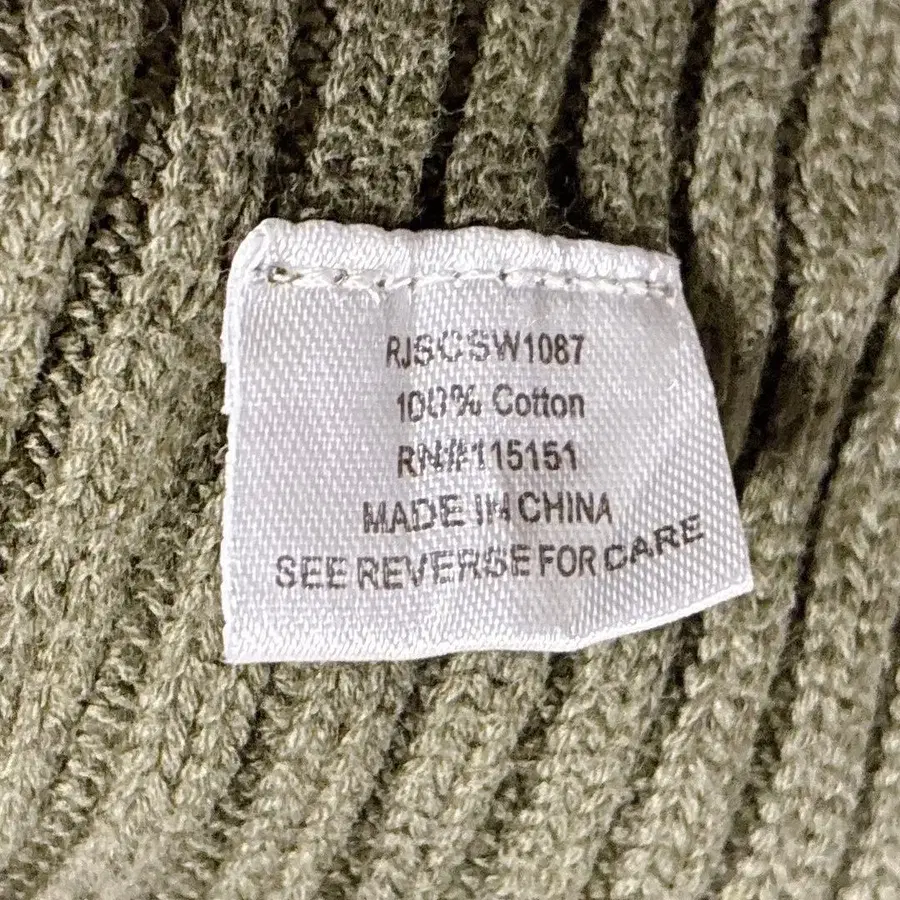 RJSCSW1087
100% Cotton
RN#115151
MADE IN CHINA
SEE REVERSE FOR CARE